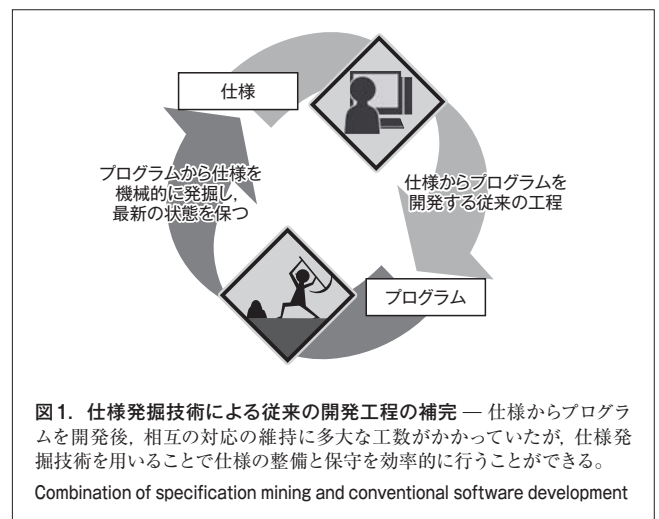 仕様
プログラムから仕様を
機械的に発掘し,
最新の状態を保つ
仕様からプログラムを
開発する従来の工程
プログラム
図1. 仕様発掘技術による従来の開発工程の補完 — 仕様からプログラ
ムを開発後, 相互の対応の維持に多大な工数がかかっていたが, 仕様発
掘技術を用いることで仕様の整備と保守を効率的に行うことができる。
Combination of specification mining and conventional software development